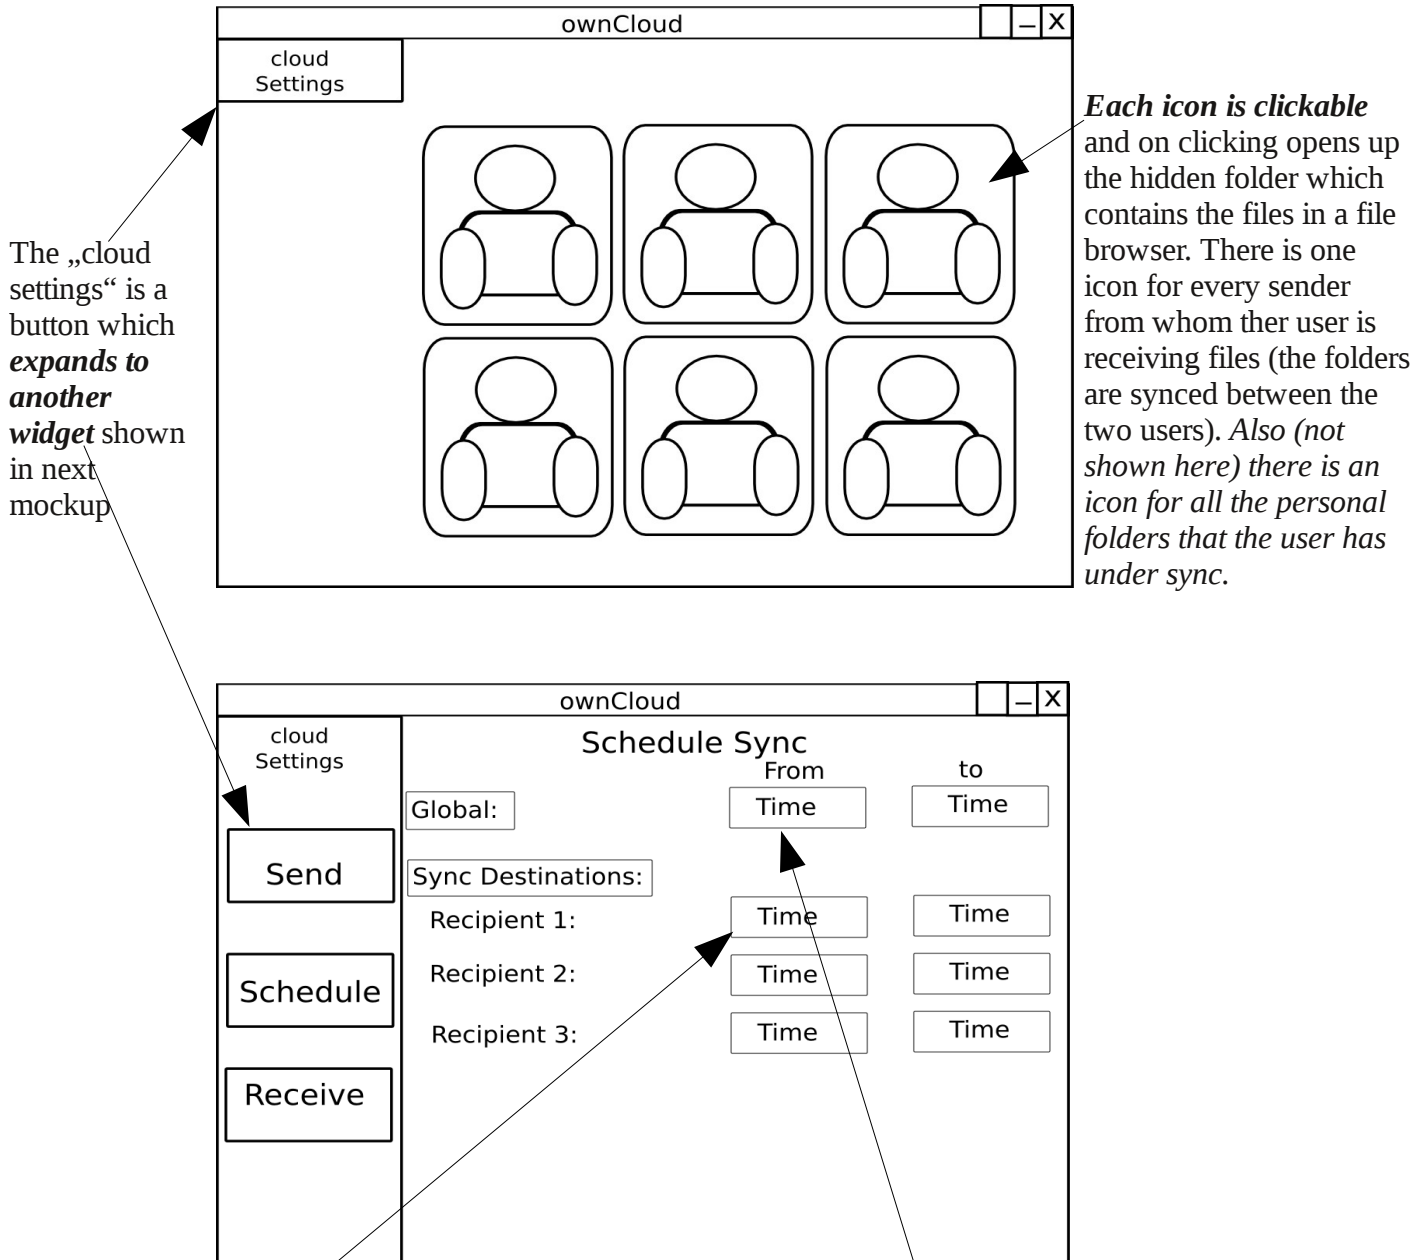 ownCloud
_ X
cloud
Settings
The „cloud
settings“ is a
button which
expands to
another
widget shown
in next
mockup
Each icon is clickable
and on clicking opens up
the hidden folder which
contains the files in a file
browser. There is one
icon for every sender
from whom ther user is
receiving files (the folders
are synced between the
two users). Also (not
shown here) there is an
icon for all the personal
folders that the user has
under sync.
ownCloud
_ X
cloud
Settings
Send
Schedule
Receive
Schedule Sync
From to
Global: Time Time
Sync Destinations:
Recipient 1: Time Time
Recipient 2: Time Time
Recipient 3: Time Time